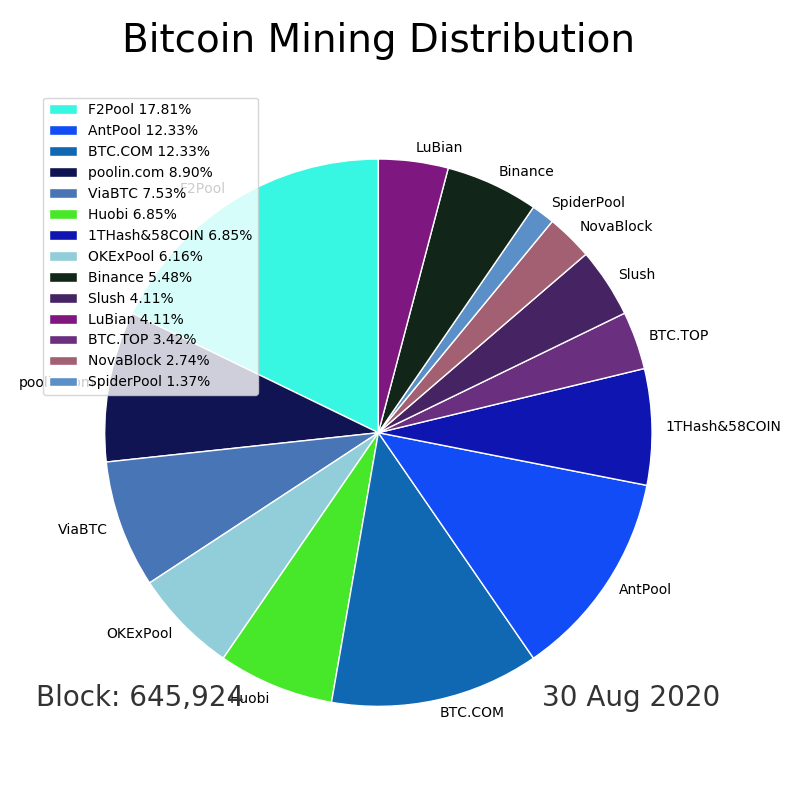 Bitcoin Mining Distribution
F2Pool 17.81%
AntPool 12.33%
BTC.COM 12.33%
poolin.com 8.90%
ViaBTC 7.53%
Huobi 6.85%
1THash&58COIN 6.85%
OKExPool 6.16%
Binance 5.48%
Slush 4.11%
LuBian 4.11%
BTC.TOP 3.42%
NovaBlock 2.74%
SpiderPool 1.37%
LuBian
Binance
SpiderPool
NovaBlock
Slush
BTC.TOP
1THash&58COIN
AntPool
BTC.COM
Huobi
OKExPool
ViaBTC
poolin.com
F2Pool
Block: 645,924
30 Aug 2020